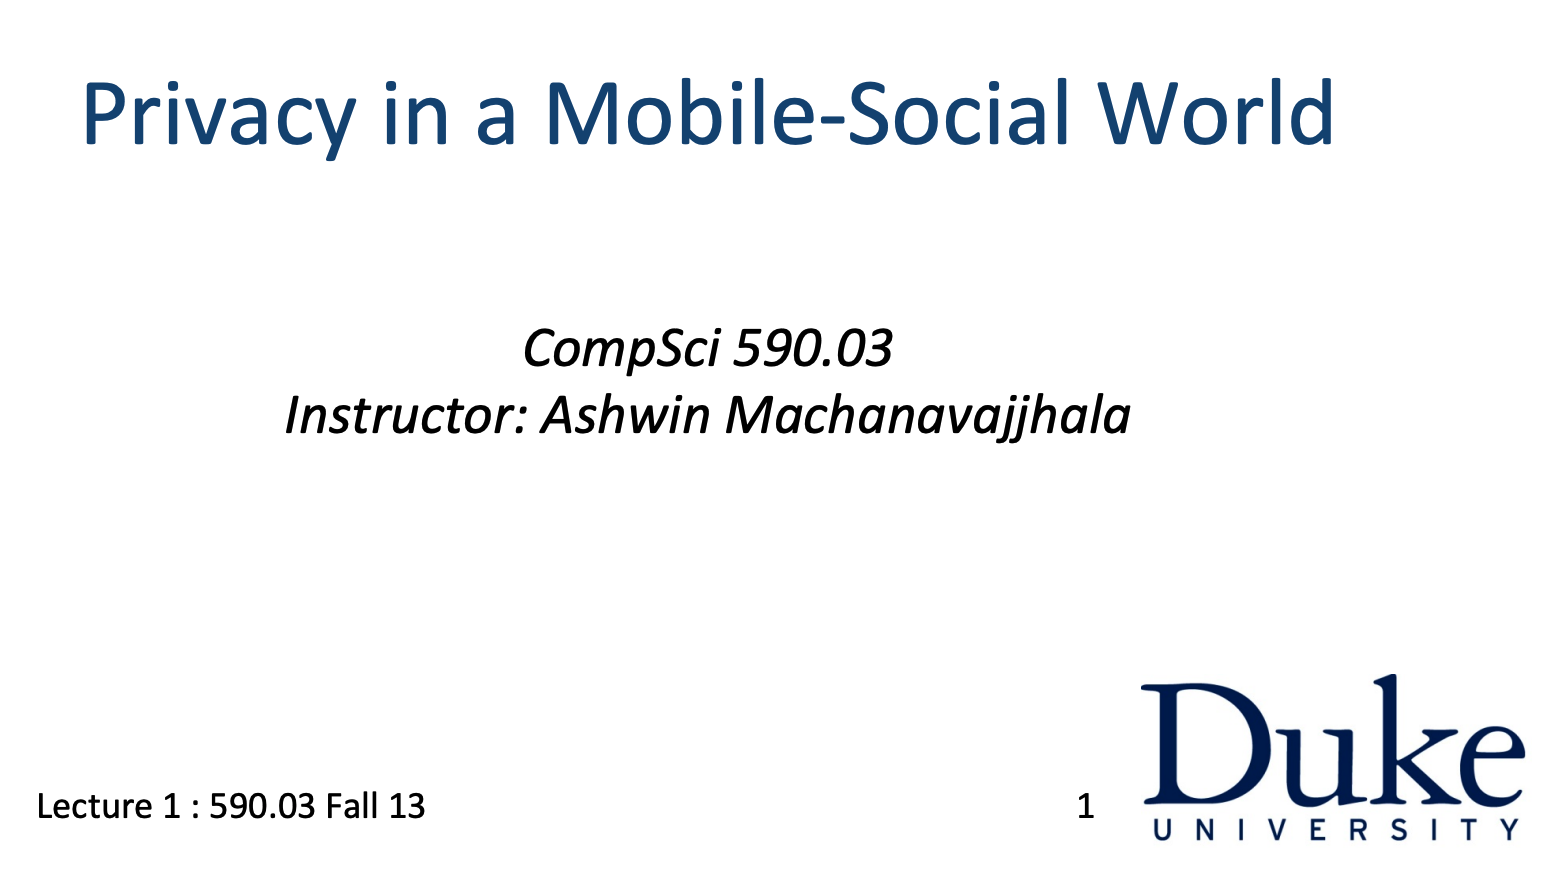 Privacy in a Mobile-Social World
CompSci 590.03
Instructor: Ashwin Machanavajjhala
Lecture 1 : 590.03 Fall 13
1
Duke
UNIVERSITY